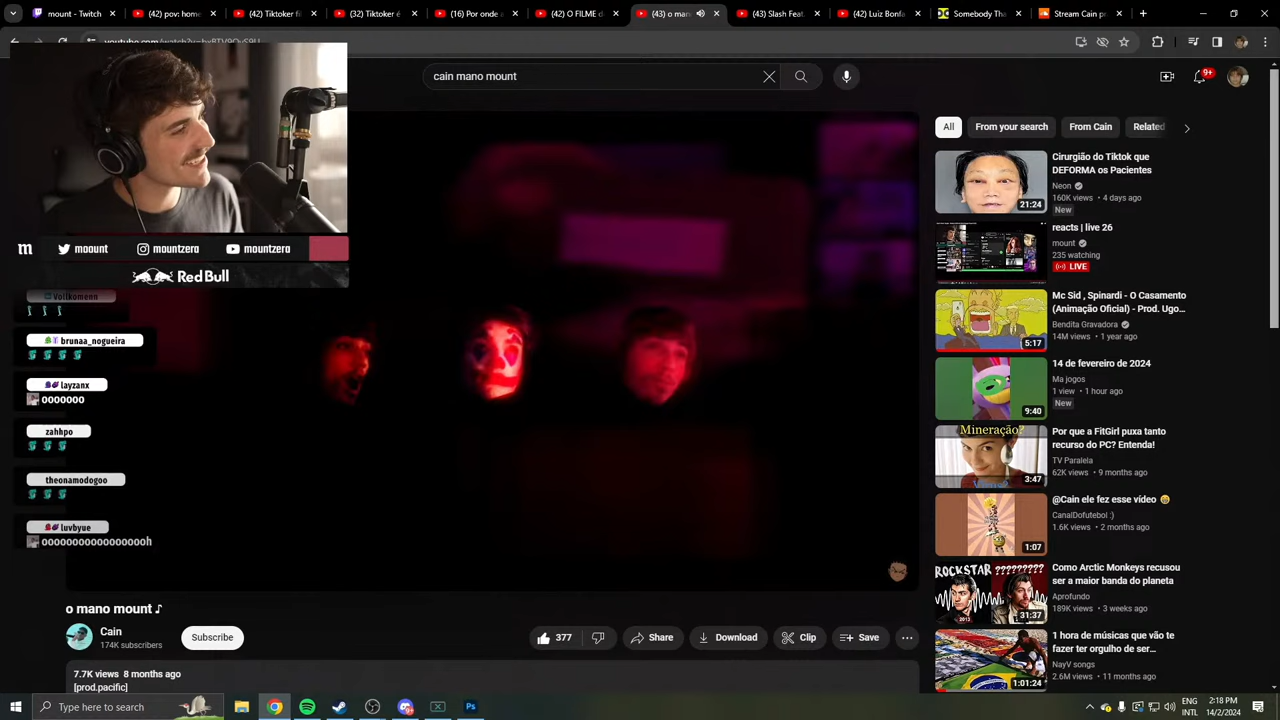 mount - Twitch
(42) pov: home
(42) Tiktoker fi
(32) Tiktoker é
(16) Por onde a
(42) O FILME d
(43) o man
(43) Slash Feat.
(42) Luiz Bonfa
Somebody Tha
Stream Cain p
cain mano mount
9+
All
From your search
From Cain
Related
Cirurgião do Tiktok que
DEFORMA os Pacientes
Neon
160K views • 4 days ago
New
21:24
reacts | live 26
mount
235 watching
LIVE
m
moount
mountzero
mountzera
Red Bull
Vollkomenn
brunaa_nogueira
layzanx
ooooooo
zahhpo
theonamodogoo
luvbyue
oooooooooooooooooh
Mc Sid , Spinardi - O Casamento
(Animação Oficial) - Prod. Ugo...
Bendita Gravadora
14M views • 1 year ago
5:17
14 de fevereiro de 2024
Ma jogos
1 view • 1 hour ago
New
9:40
Mineração?
Por que a FitGirl puxa tanto
recurso do PC? Entenda!
TV Paralela
62K views • 9 months ago
3:47
@Cain ele fez esse vídeo
CanalDofutebol :)
1.6K views • 2 months ago
1:07
ROCKSTAR
?????????
2013
Como Arctic Monkeys recusou
ser a maior banda do planeta
Aprofundo
189K views • 3 weeks ago
31:37
1 hora de músicas que vão te
fazer ter orgulho de ser...
NayV songs
2.6M views • 11 months ago
1:01:24
o mano mount ♪
Cain
174K subscribers
Subscribe
377
Share
Download
Clip
Save
7.7K views 8 months ago
[prod.pacific]
Type here to search
ENG
INTL
2:18 PM
14/2/2024